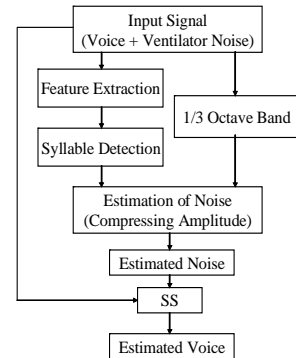 Input Signal
(Voice + Ventilator Noise)
Feature Extraction
1/3 Octave Band
Syllable Detection
Estimation of Noise
(Compressing Amplitude)
Estimated Noise
SS
Estimated Voice